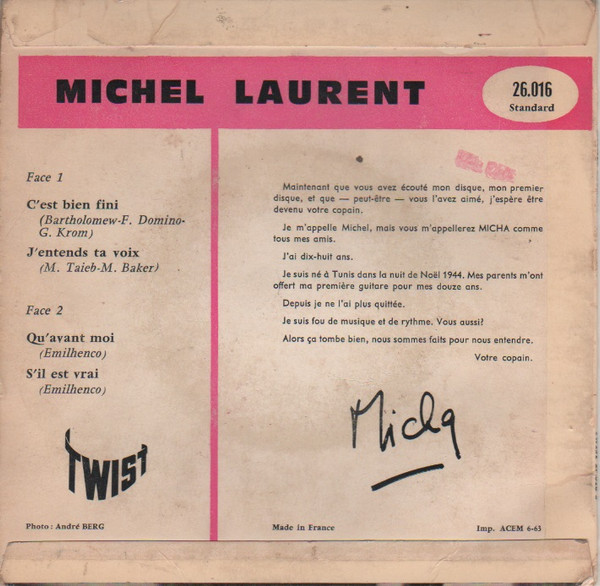 MICHEL LAURENT
26.016
Standard
Face 1
C'est bien fini
(Bartholomew-F. Domino-
G. Krom)
J'entends ta voix
(M. Taieb-M. Baker)
Face 2
Qu'avant moi
(Emilhenco)
S'il est vrai
(Emilhenco)
TWIST
Photo : André BERG
Maintenant que vous avez écouté mon disque, mon premier
disque, et que — peut-être — vous l'avez aimé, j'espère être
devenu votre copain.
Je m'appelle Michel, mais vous m'appellerez MICHA comme
tous mes amis.
J'ai dix-huit ans.
Je suis né à Tunis dans la nuit de Noël 1944. Mes parents m'ont
offert ma première guitare pour mes douze ans.
Depuis je ne l'ai plus quittée.
Je suis fou de musique et de rythme. Vous aussi?
Alors ça tombe bien, nous sommes faits pour nous entendre.
Votre copain.
Micha
Made in France
Imp. ACEM 6-63